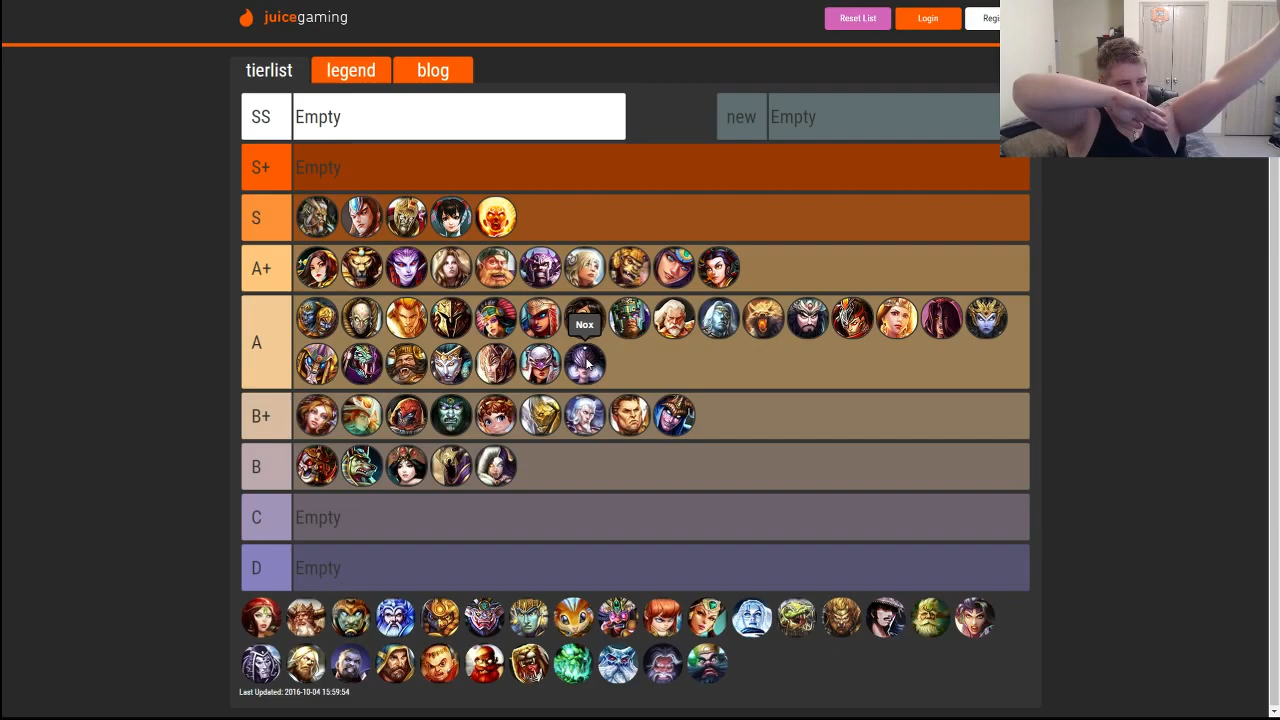 juicegaming
Reset List
Login
Regi
tierlist
legend
blog
SS
Empty
new
Empty
S+
Empty
S
A+
A
Nox
B+
B
C
Empty
D
Empty
Last Updated: 2016-10-04 15:59:54